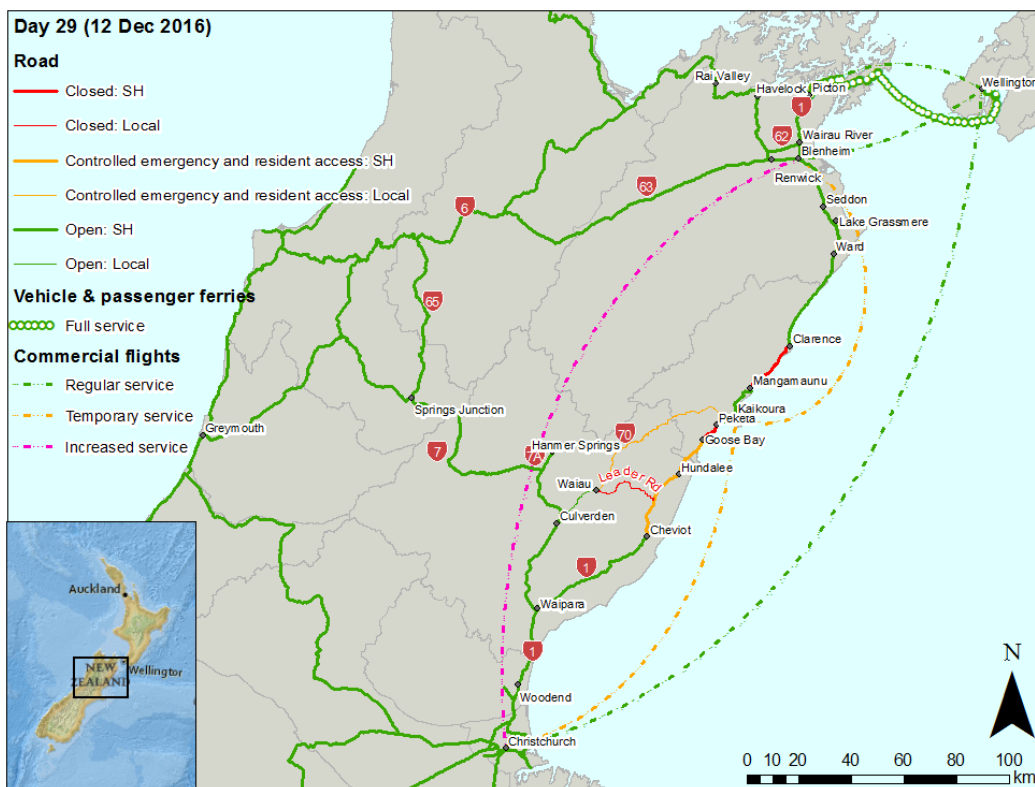 Day 29 (12 Dec 2016)
Road
Closed: SH
Closed: Local
Controlled emergency and resident access: SH
Controlled emergency and resident access: Local
Open: SH
Open: Local
Vehicle & passenger ferries
Full service
Commercial flights
Regular service
Temporary service
Increased service
Rai Valley
Havelock
Picton
Wellington
1
62
Wairau River
Blenheim
Renwick
63
6
Seddon
Lake Grassmere
Ward
65
Clarence
Mangamaunu
Kaikoura
Peketa
Goose Bay
Springs Junction
Greymouth
7
7A
Hanmer Springs
70
Hundalee
Waiau
Leader Rd
Culverden
Cheviot
1
Waipara
1
Woodend
Christchurch
Auckland
Wellington
NEW
ZEALAND
N
0 10 20 40 60 80 100
km